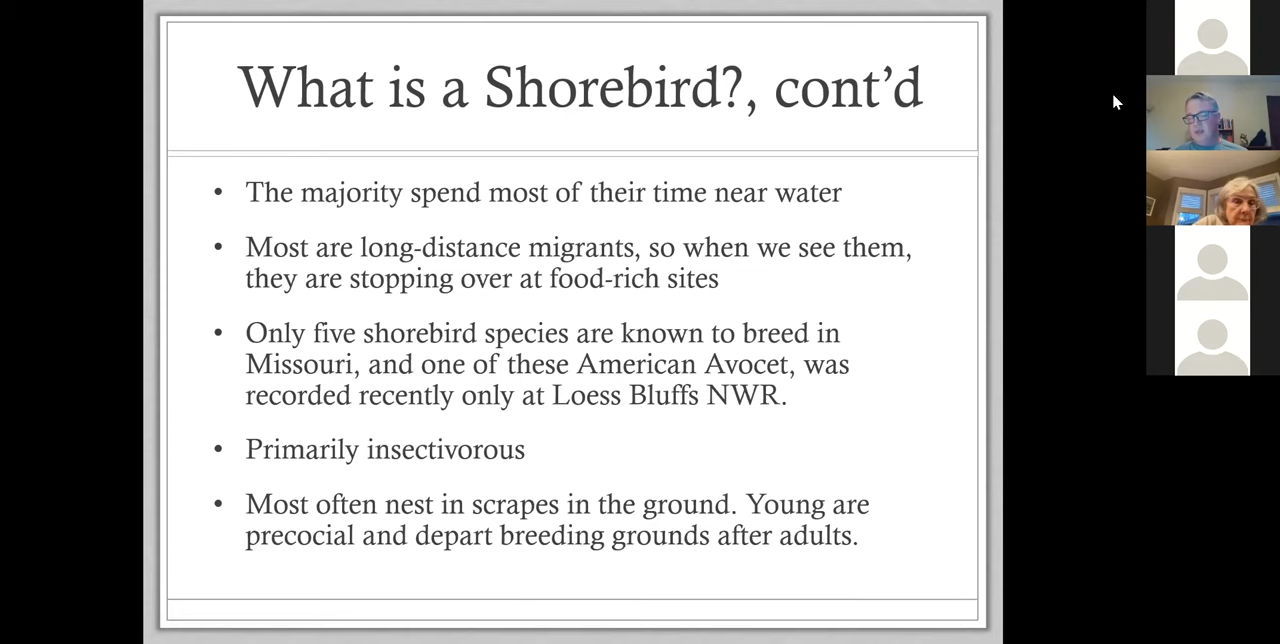 What is a Shorebird?, cont’d
• The majority spend most of their time near water
• Most are long-distance migrants, so when we see them,
they are stopping over at food-rich sites
• Only five shorebird species are known to breed in
Missouri, and one of these American Avocet, was
recorded recently only at Loess Bluffs NWR.
• Primarily insectivorous
• Most often nest in scrapes in the ground. Young are
precocial and depart breeding grounds after adults.